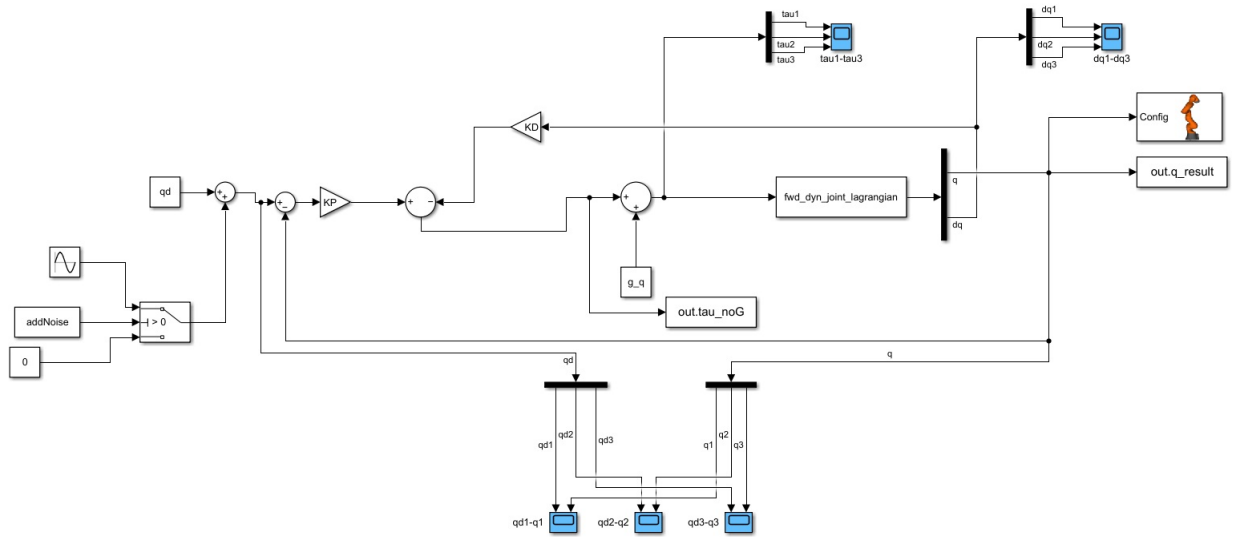 tau1
tau2
tau3
tau1-tau3
dq1
dq2
dq3
dq1-dq3
KD
Config
out.q_result
qd
+
+
+
−
KP
+
−
+
+
fwd_dyn_joint_lagrangian
q
dq
g_q
out.tau_noG
addNoise
> 0
0
qd
q
qd1
qd2
qd3
q1
q2
q3
qd1-q1
qd2-q2
qd3-q3